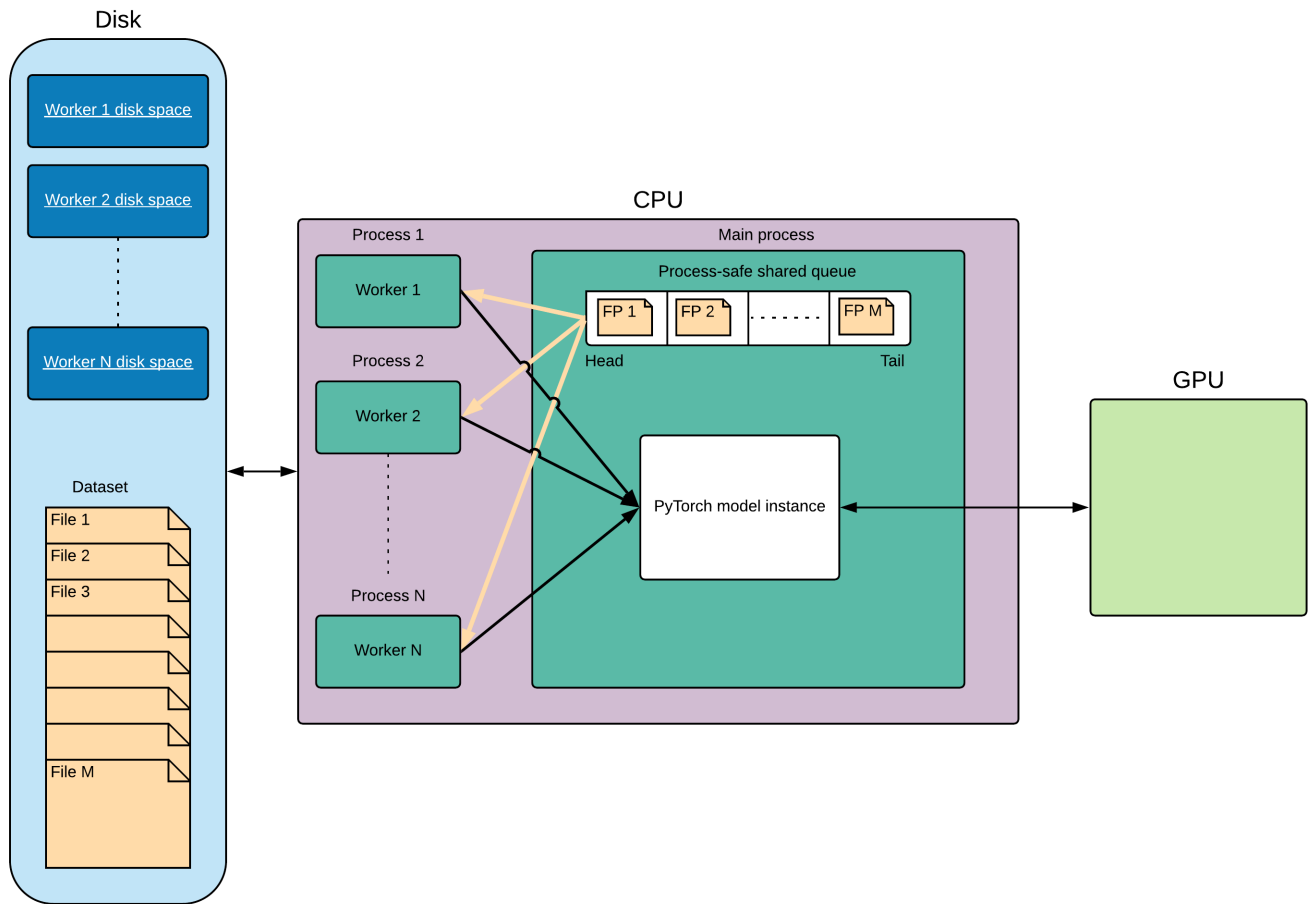 Disk
Worker 1 disk space
Worker 2 disk space
Worker N disk space
Dataset
File 1
File 2
File 3
File M
CPU
Process 1
Worker 1
Process 2
Worker 2
Process N
Worker N
Main process
Process-safe shared queue
FP 1
FP 2
FP M
Head
Tail
PyTorch model instance
GPU